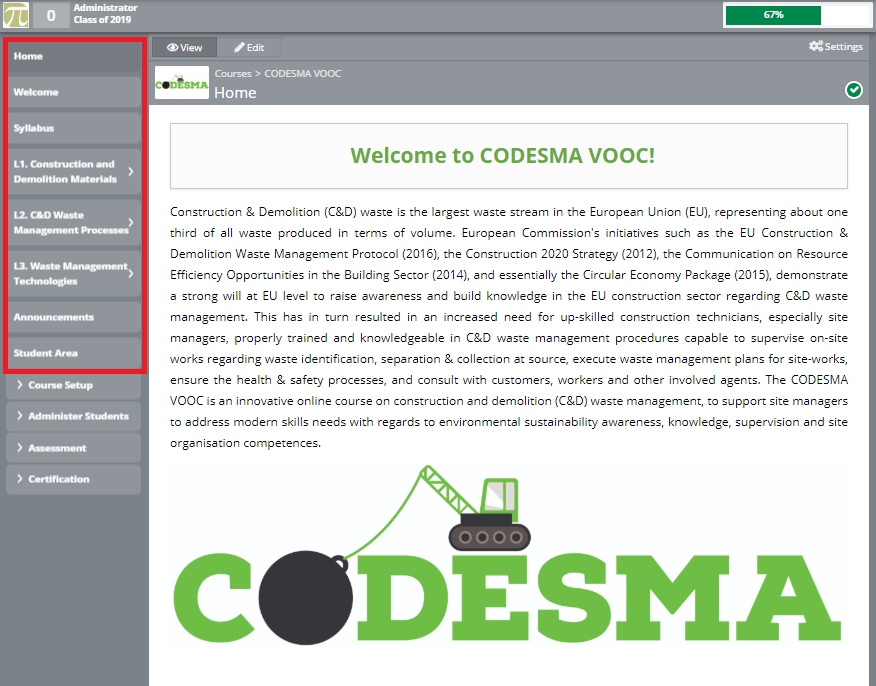 0
Administrator
Class of 2019
67%
Home
Welcome
Syllabus
L1. Construction and
Demolition Materials
L2. C&D Waste
Management Processes
L3. Waste Management
Technologies
Announcements
Student Area
Course Setup
Administer Students
Assessment
Certification
View
Edit
Settings
CODESMA
Courses > CODESMA VOOC
Home
Welcome to CODESMA VOOC!
Construction & Demolition (C&D) waste is the largest waste stream in the European Union (EU), representing about one
third of all waste produced in terms of volume. European Commission's initiatives such as the EU Construction &
Demolition Waste Management Protocol (2016), the Construction 2020 Strategy (2012), the Communication on Resource
Efficiency Opportunities in the Building Sector (2014), and essentially the Circular Economy Package (2015), demonstrate
a strong will at EU level to raise awareness and build knowledge in the EU construction sector regarding C&D waste
management. This has in turn resulted in an increased need for up-skilled construction technicians, especially site
managers, properly trained and knowledgeable in C&D waste management procedures capable to supervise on-site
works regarding waste identification, separation & collection at source, execute waste management plans for site-works,
ensure the health & safety processes, and consult with customers, workers and other involved agents. The CODESMA
VOOC is an innovative online course on construction and demolition (C&D) waste management, to support site managers
to address modern skills needs with regards to environmental sustainability awareness, knowledge, supervision and site
organisation competences.
CODESMA